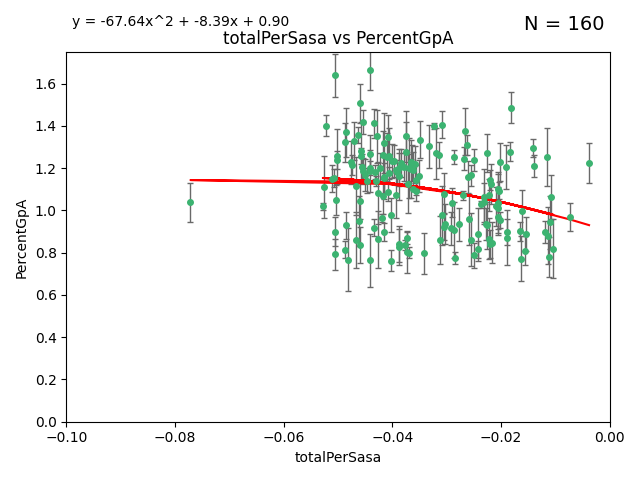 y = -67.64x^2 + -8.39x + 0.90
N = 160
totalPerSasa vs PercentGpA
PercentGpA
1.6
1.4
1.2
1.0
0.8
0.6
0.4
0.2
0.0
−0.10 −0.08 −0.06 −0.04 −0.02 0.00
totalPerSasa